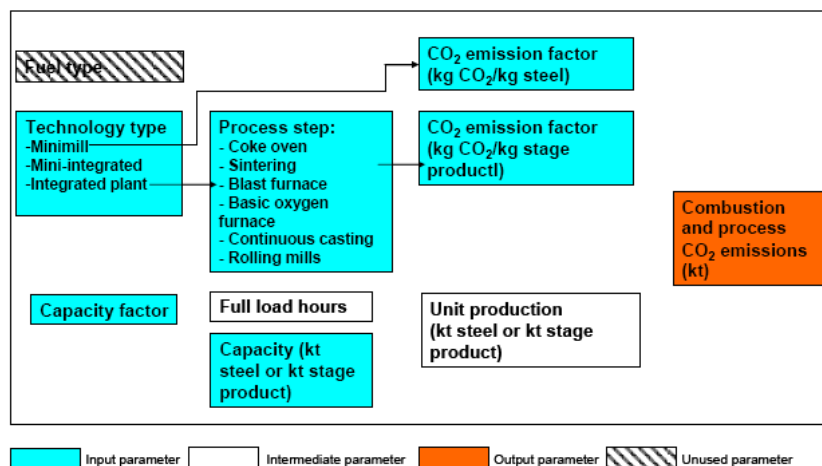 Fuel type-
CO₂ emission factor
(kg CO₂/kg steel)
Technology type
-Minimill
-Mini-integrated
-Integrated plant
Process step:
- Coke oven
- Sintering
- Blast furnace
- Basic oxygen
furnace
- Continuous casting
- Rolling mills
CO₂ emission factor
(kg CO₂/kg stage
productl)
Combustion
and process
CO₂ emissions
(kt)
Capacity factor
Full load hours
Capacity (kt
steel or kt stage
product)
Unit production
(kt steel or kt stage
product)
Input parameter
Intermediate parameter
Output parameter
Unused parameter